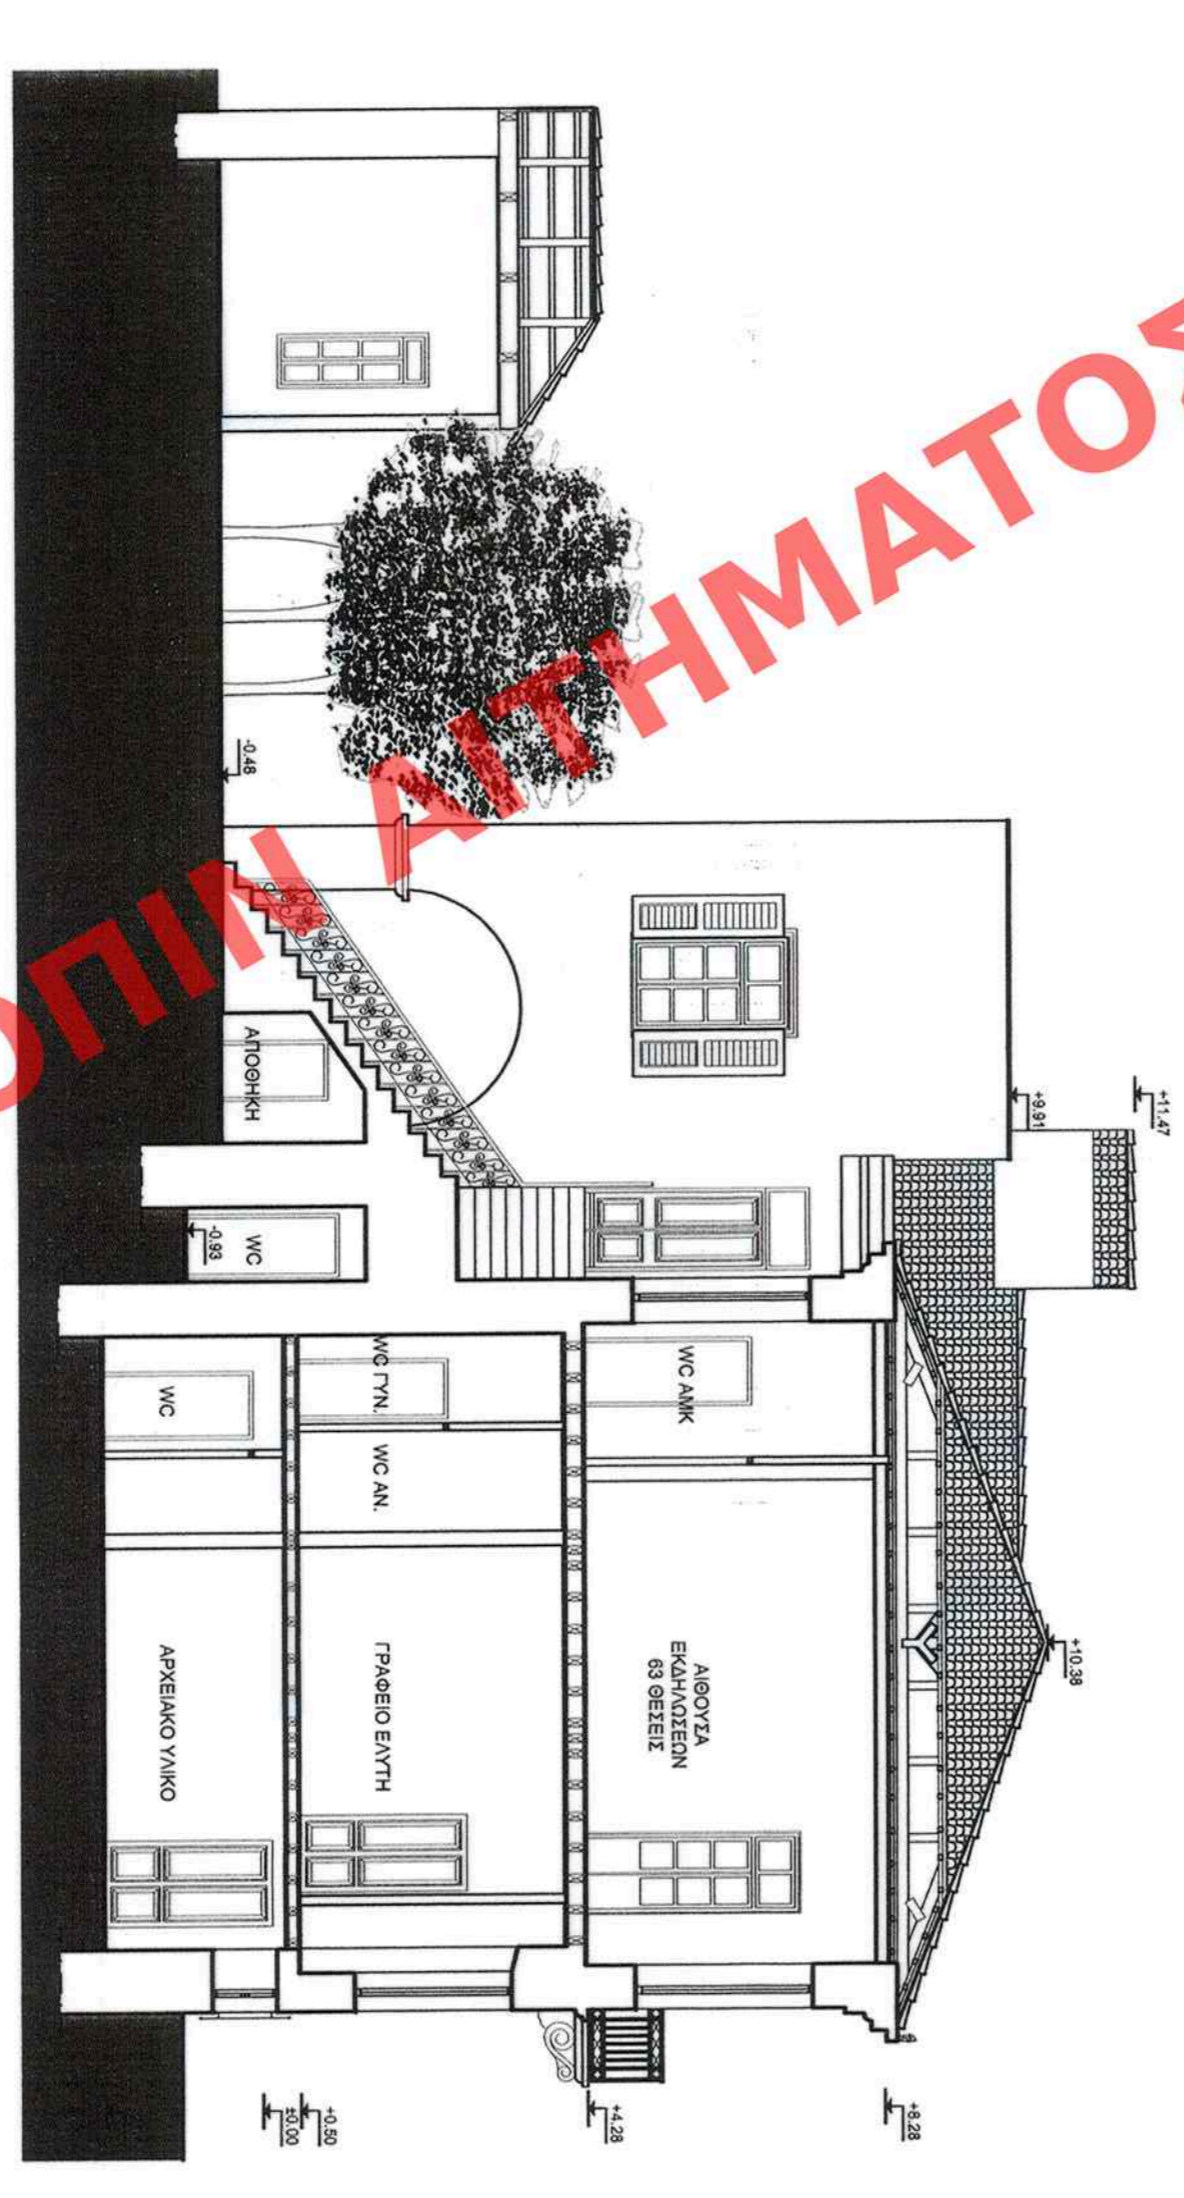 ΟΠΙΝ ΑΙΤΗΜΑΤΟΣ
+11.47
+9.91
+10.38
+8.28
+4.28
+0.50
±0.00
-0.48
-0.93
ΑΠΟΘΗΚΗ
WC
WC ΑΜΚ
ΑΙΘΟΥΣΑ
ΕΚΔΗΛΩΣΕΩΝ
63 ΘΕΣΕΙΣ
WC ΓΥΝ.
WC ΑΝ.
ΓΡΑΦΕΙΟ ΕΛΥΤΗ
WC
ΑΡΧΕΙΑΚΟ ΥΛΙΚΟ